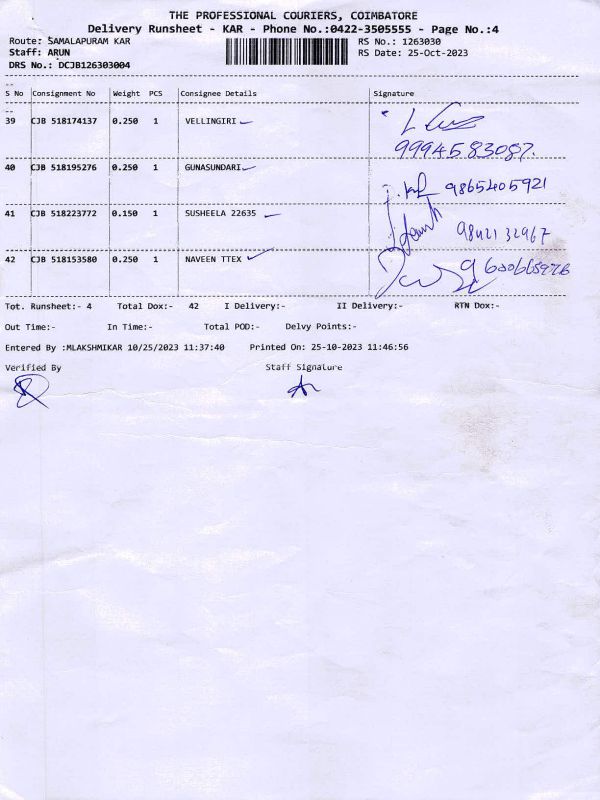 THE PROFESSIONAL COURIERS, COIMBATORE
Delivery Runsheet - KAR - Phone No.:0422-3505555 - Page No.:4
Route: SAMALAPURAM KAR RS No.: 1263030
Staff: ARUN RS Date: 25-Oct-2023
DRS No.: DCJB126303004
S No Consignment No Weight PCS Consignee Details Signature
39 CJB 518174137 0.250 1 VELLINGIRI
9994583087.
40 CJB 518195276 0.250 1 GUNASUNDARI
9865405921
41 CJB 518223772 0.150 1 SUSHEELA 22635
9842132967
42 CJB 518153580 0.250 1 NAVEEN TTEX
Tot. Runsheet:- 4 Total Dox:- 42 I Delivery:- II Delivery:- RTN Dox:-
Out Time:- In Time:- Total POD:- Delvy Points:-
Entered By :MLAKSHMIKAR 10/25/2023 11:37:40 Printed On: 25-10-2023 11:46:56
Verified By Staff Signature